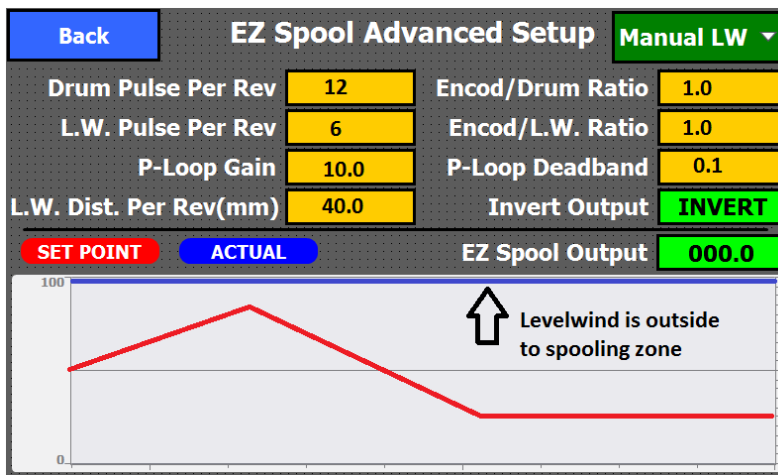 Back EZ Spool Advanced Setup Manual LW
Drum Pulse Per Rev 12 Encod/Drum Ratio 1.0
L.W. Pulse Per Rev 6 Encod/L.W. Ratio 1.0
P-Loop Gain 10.0 P-Loop Deadband 0.1
L.W. Dist. Per Rev(mm) 40.0 Invert Output INVERT
SET POINT ACTUAL EZ Spool Output 000.0
100
Levelwind is outside
to spooling zone
0